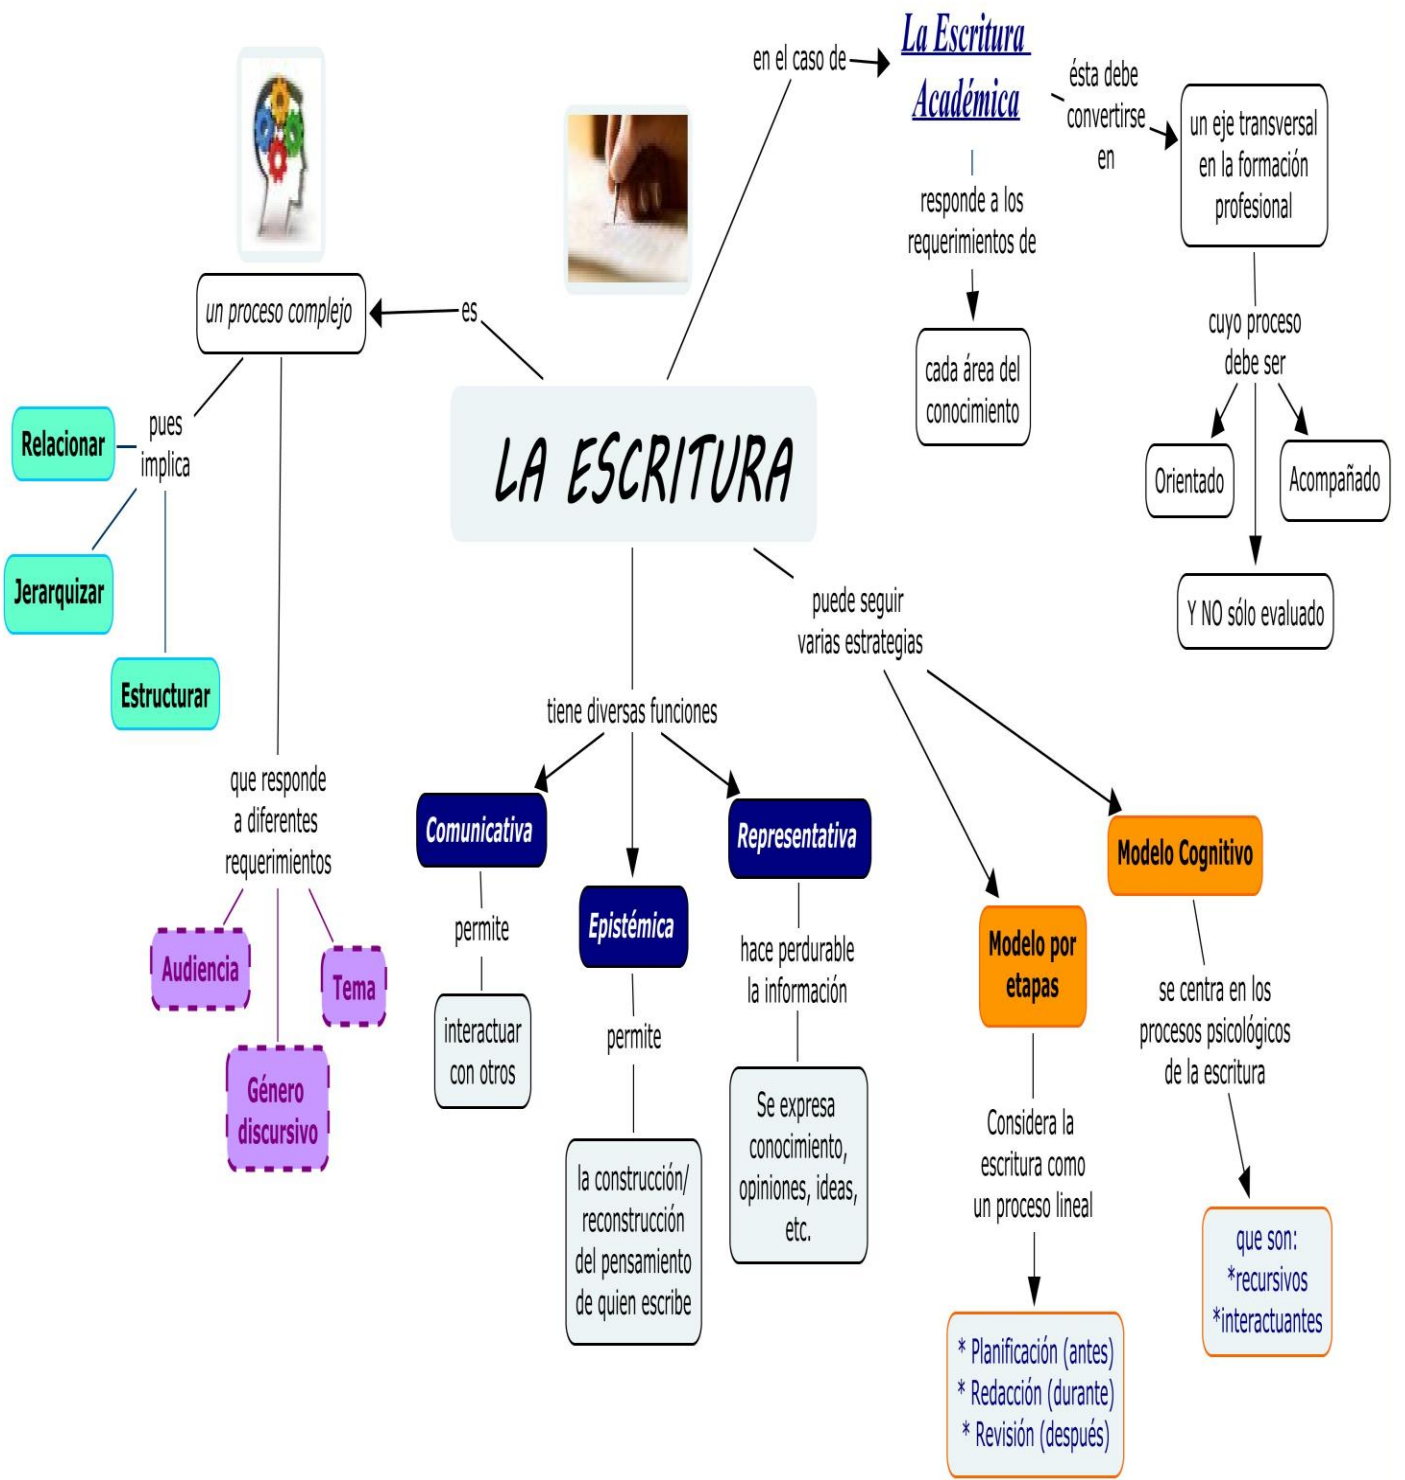 en el caso de
La Escritura
Académica
ésta debe
convertirse
en
un eje transversal
en la formación
profesional
responde a los
requerimientos de
cada área del
conocimiento
cuyo proceso
debe ser
Orientado
Acompañado
Y NO sólo evaluado
un proceso complejo
es
LA ESCRITURA
pues
implica
Relacionar
Jerarquizar
Estructurar
que responde
a diferentes
requerimientos
Audiencia
Tema
Género
discursivo
tiene diversas funciones
Comunicativa
permite
interactuar
con otros
Epistémica
permite
la construcción/
reconstrucción
del pensamiento
de quien escribe
Representativa
hace perdurable
la información
Se expresa
conocimiento,
opiniones, ideas,
etc.
puede seguir
varias estrategias
Modelo por
etapas
Considera la
escritura como
un proceso lineal
* Planificación (antes)
* Redacción (durante)
* Revisión (después)
Modelo Cognitivo
se centra en los
procesos psicológicos
de la escritura
que son:
*recursivos
*interactuantes